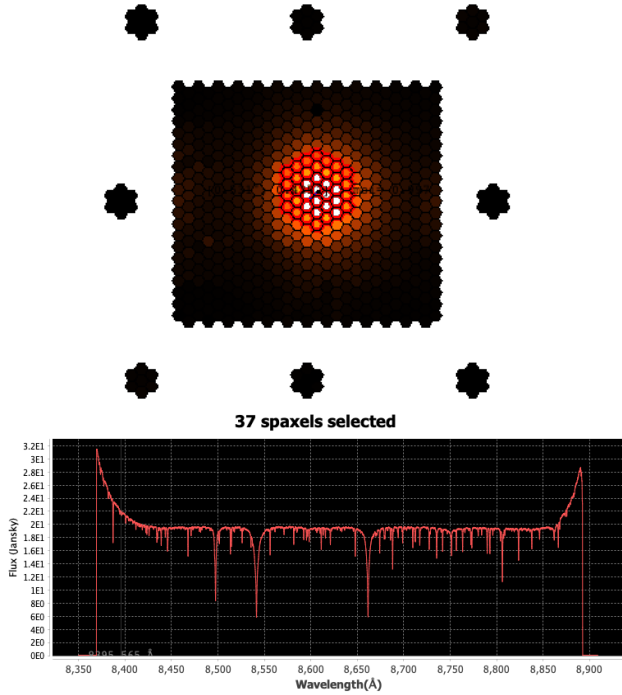 37 spaxels selected
3.2E1
3E1
2.8E1
2.6E1
2.4E1
2.2E1
2E1
1.8E1
1.6E1
1.4E1
1.2E1
1E1
8E0
6E0
4E0
2E0
0E0
Flux (Jansky)
8,350 8,400 8,450 8,500 8,550 8,600 8,650 8,700 8,750 8,800 8,850 8,900
Wavelength(Å)